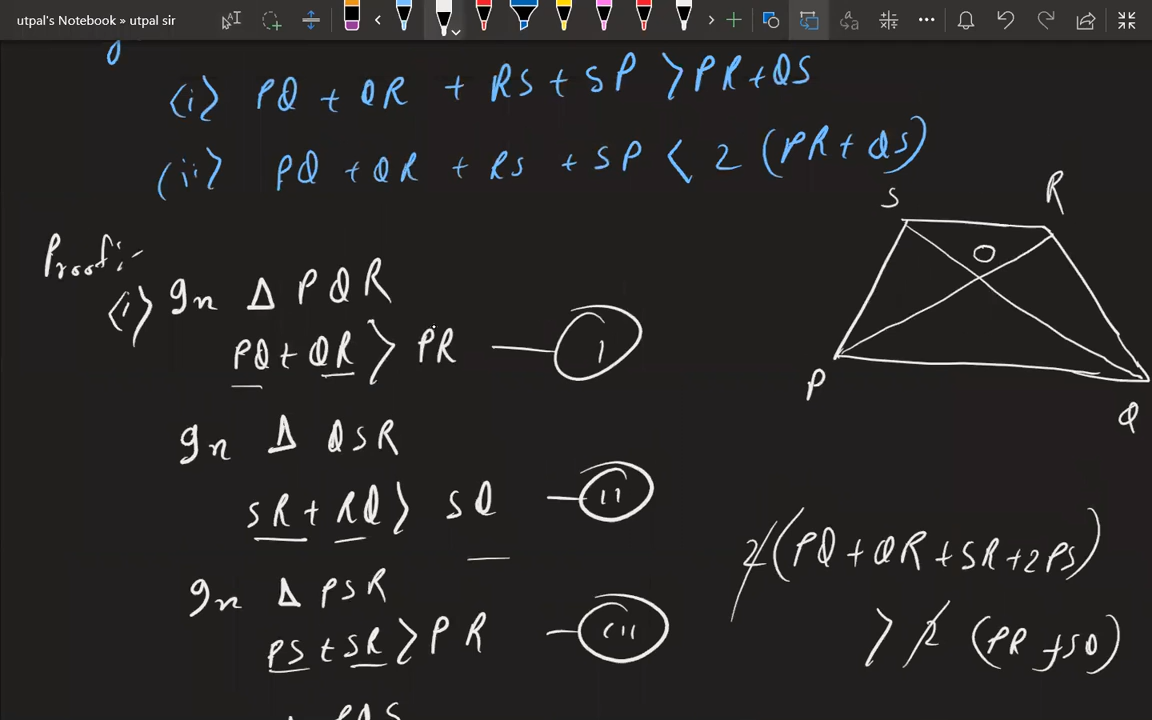 utpal's Notebook » utpal sir
(i) PQ + QR + RS + SP > PR + QS
(ii) PQ + QR + RS + SP < 2 (PR + QS)
S R
O
P
Q
Proof:-
(i) In Δ PQR
PQ + QR > PR — (i)
In Δ QSR
SR + RQ > SQ — (ii)
In Δ PSR
PS + SR > PR — (iii)
2 (PQ + QR + SR + 2PS)
> 2 (PR + SQ)
Δ PQS